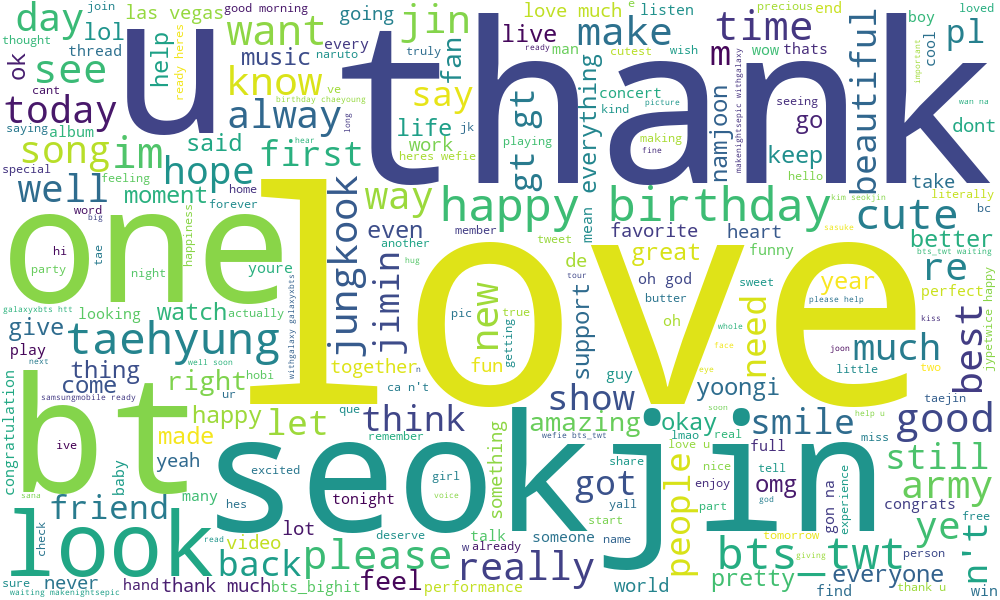 day
join
las vegas
good morning
love much
e
listen
precious
end
loved
thought
thread
lol
going
every
jin
fan
live
man
make
cutest
wish
time
wow
thats
boy
cool
pl
u
thank
want
music
truly
naruto
ready
ok
see
help
ready heres
know
ve
birthday chaeyoung
say
gt gt
everything
concert
kind
picture
m
namjoon
makenightsepic withgalaxy
seeing
go
beautiful
important
wan na
cant
today
alway
long
life
jk
work
heres wefie
playing
making
fine
keep
hello
dont
saying
album
song
im
said
first
hear
special
feeling
well
moment
hope
home
forever
way
happy birthday
kim seokjin
take
literally
word
big
happiness
one
love
jungkook
jimin
even
member
another
hug
tweet
mean
favorite
heart
sasuke
cute
bc
hi
party
tae
night
youre
de
great
oh god
funny
better
bts_twt waiting
galaxyxbts htt
looking
watch
actually
withgalaxy galaxyxbts
new
pic
true
getting
support
tour
butter
oh
sweet
whole
year
please help
re
perfect
jypetwice happy
give
play
taehyung
well soon
next
together
n
fun
guy
face
need
kiss
joon
much
little
best
two
thing
come
samsungmobile ready
right
hobi
ur
ca n't
eye
yoongi
taejin
congratulation
bt
made
happy
let
que
think
show
amazing
okay
soon
smile
help u
good
ive
yeah
remember
something
wefie bts_twt
lmao
real
love u
full
miss
still
sana
baby
excited
seokjin
girl
voice
got
share
people
nice
enjoy
tell
omg
god
army
friend
many
hes
tonight
yall
start
part
gon na
experience
congrats
look
check
read
lot
video
deserve
talk
someone
name
tomorrow
ye
free
n't
back
please
w
already
really
bts_twt
giving
person
sure
never
hand
thank much
bts_bighit
feel
performance
world
pretty
everyone
find
thank u
win
waiting makenightsepic